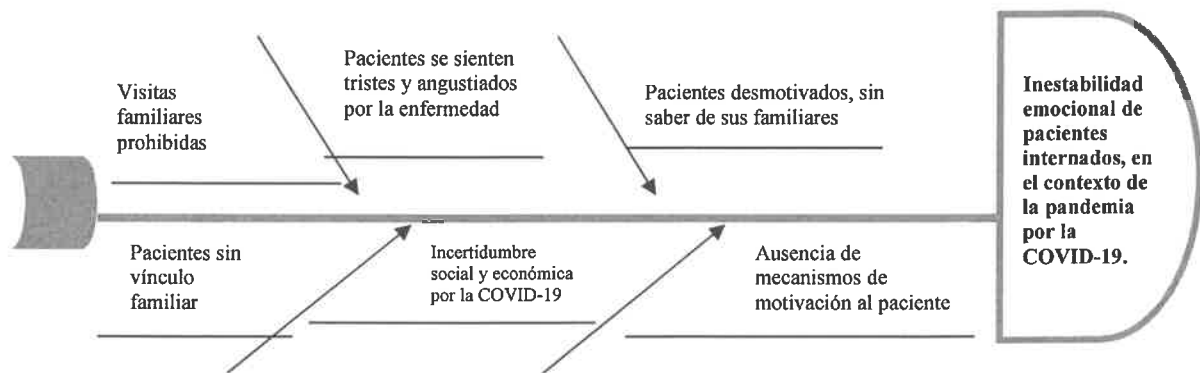 Visitas
familiares
prohibidas
Pacientes se sienten
tristes y angustiados
por la enfermedad
Pacientes desmotivados, sin
saber de sus familiares
Pacientes sin
vínculo
familiar
Incertidumbre
social y económica
por la COVID-19
Ausencia de
mecanismos de
motivación al paciente
Inestabilidad
emocional de
pacientes
internados, en
el contexto de
la pandemia
por la
COVID-19.